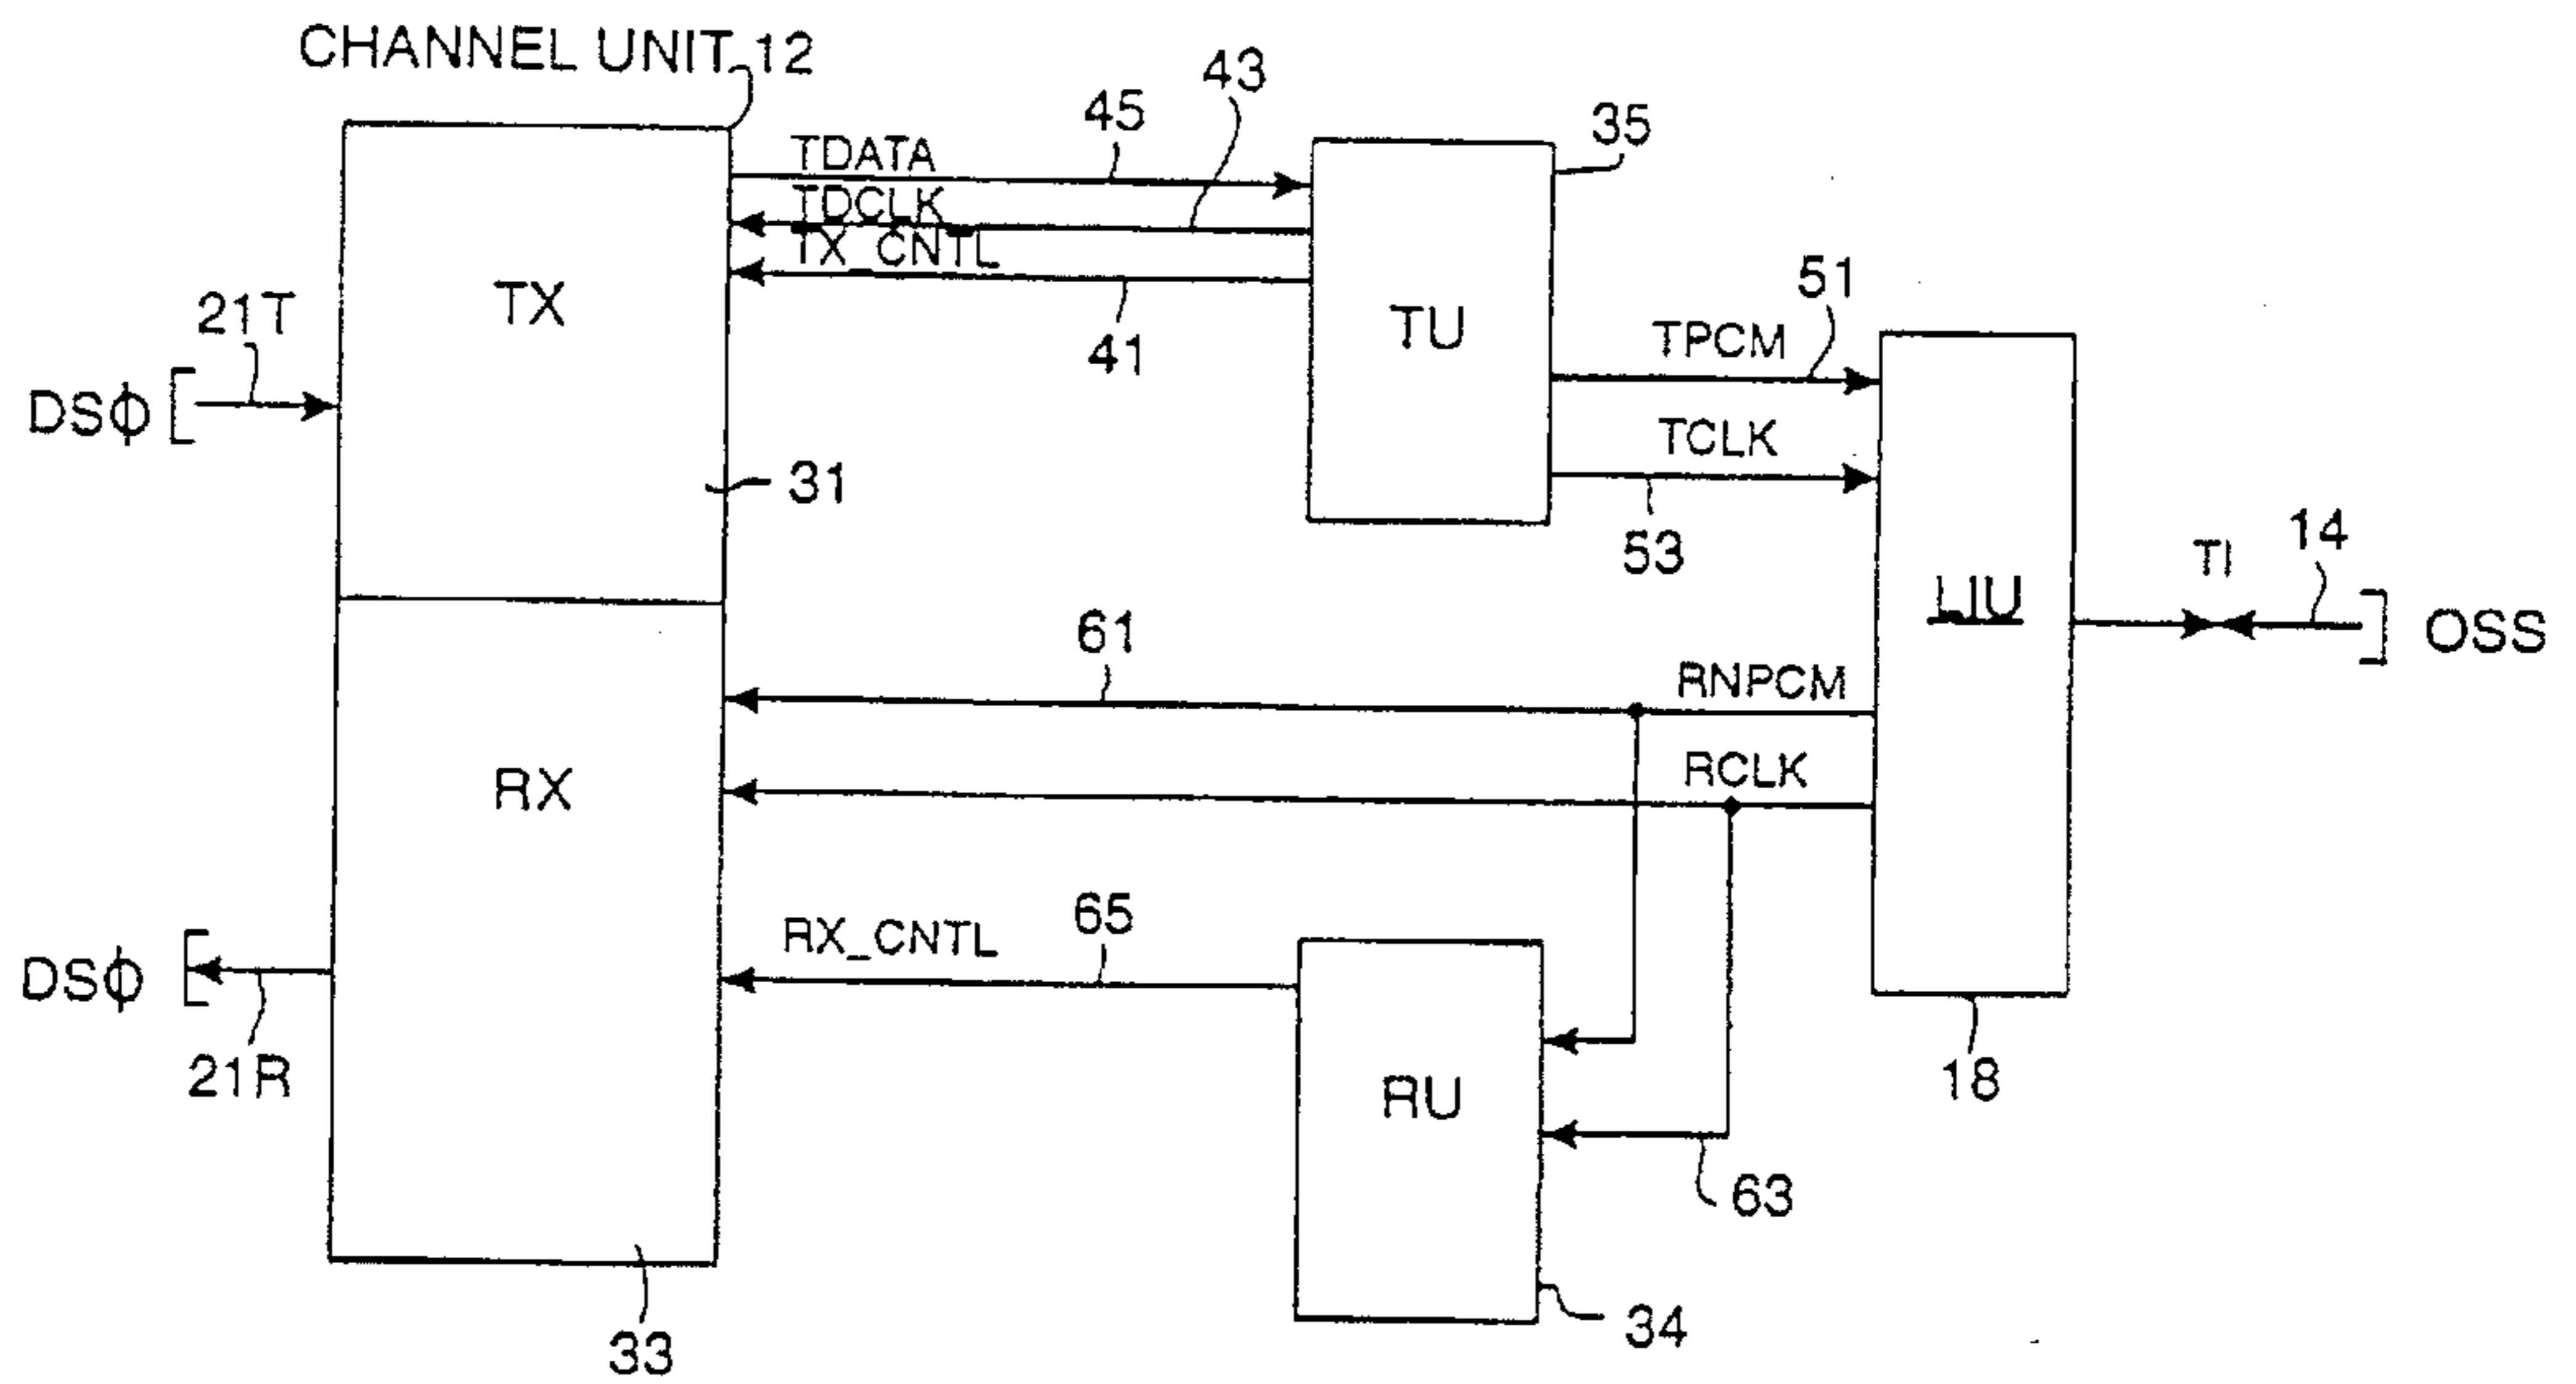 CHANNEL UNIT 12
43
45
35
TDATA
TDCLK
TX_CNTL
TX
21T
41
TU
51
TPCM
DSϕ
TCLK
31
53
14
TI
LIU
OSS
61
RNPCM
RX
RCLK
65
RX_CNTL
DSϕ
21R
RU
18
63
34
33